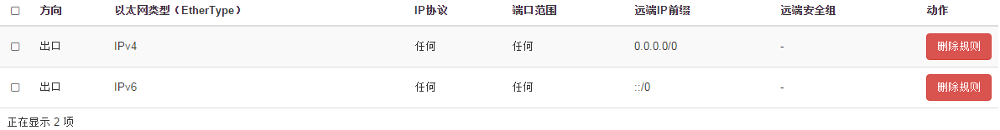 方向 以太网类型（EtherType） IP协议 端口范围 远端IP前缀 远端安全组 动作
出口 IPv4 任何 任何 0.0.0.0/0 - 删除规则
出口 IPv6 任何 任何 ::/0 - 删除规则
正在显示 2 项